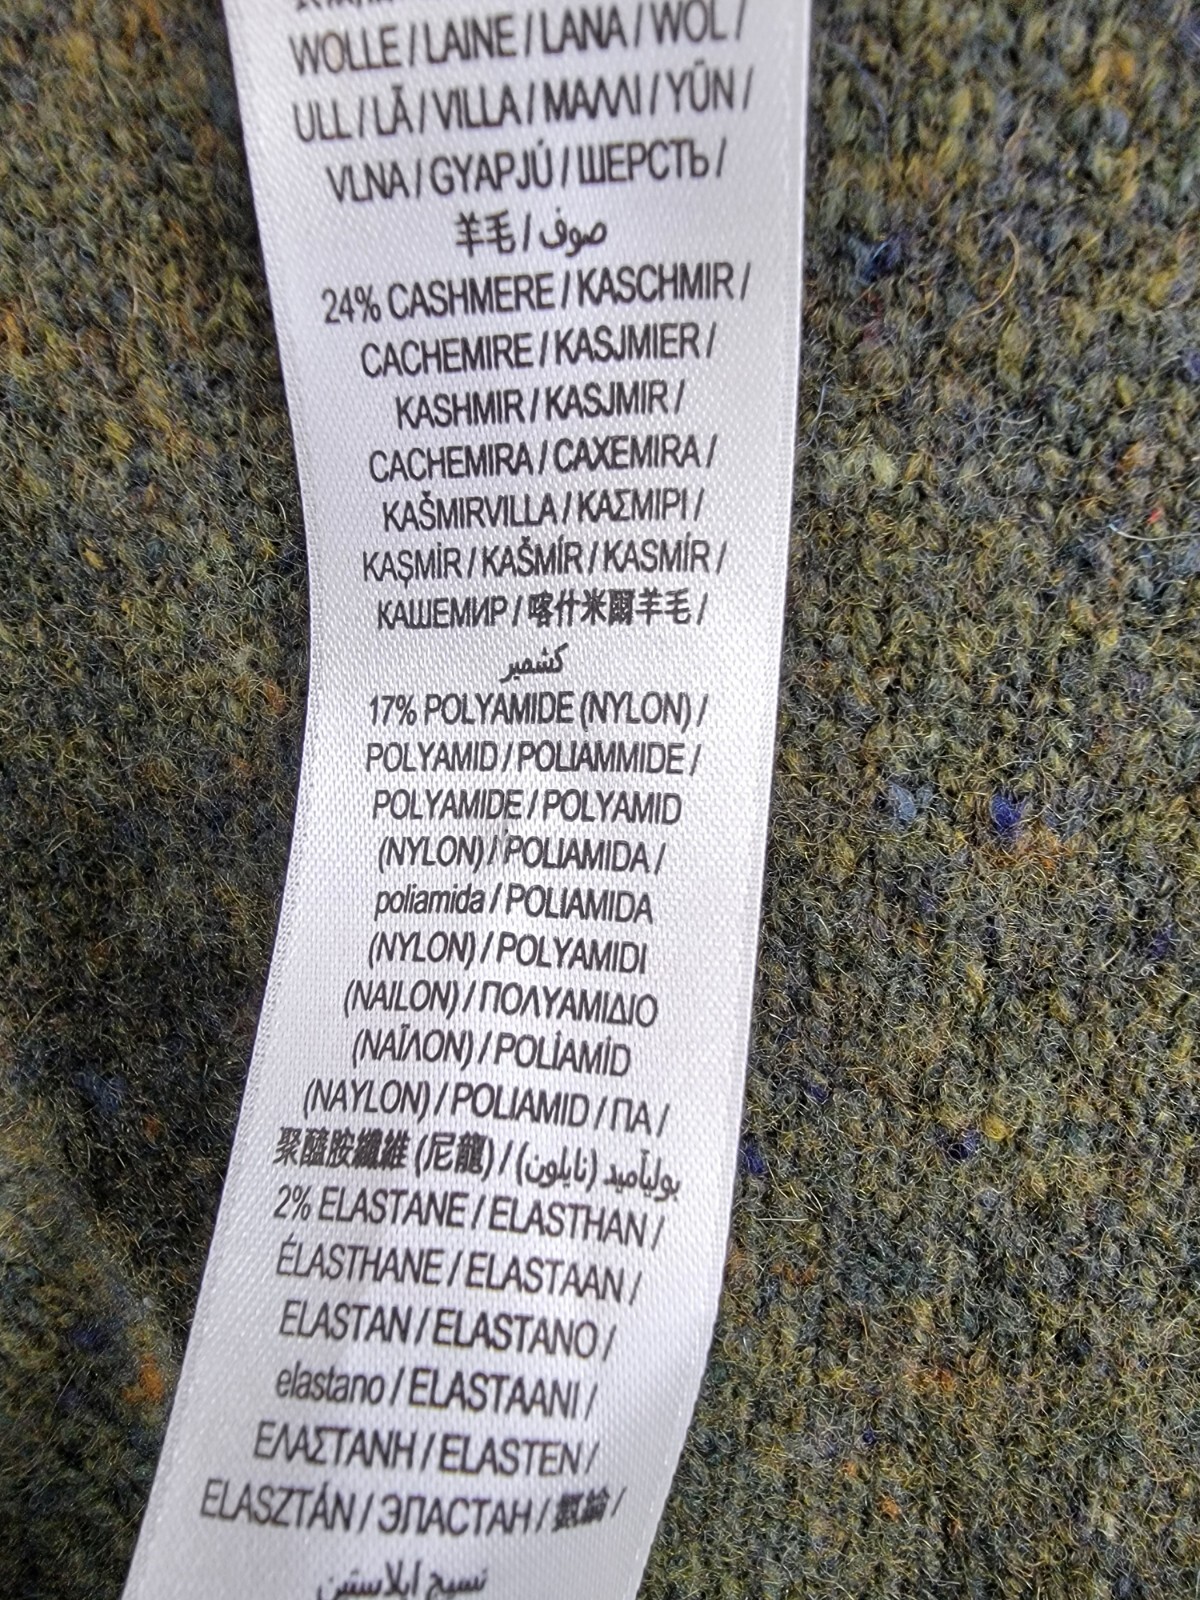 WOLLE / LAINE / LANA / WOL /
ULL / LÃ / VILLA / ΜΑΛΛΙ / YÜN /
VLNA / GYAPJÚ / ШЕРСТЬ /
羊毛 / صوف
24% CASHMERE / KASCHMIR /
CACHEMIRE / KASJMIER /
KASHMIR / KASJMIR /
CACHEMIRA / CAXEMIRA /
KAŠMIRVILLA / ΚΑΣΜΙΡΙ /
KAŞMİR / KAŠMÍR / KASMÍR /
КАШЕМИР / 喀什米爾羊毛 /
كشمير
17% POLYAMIDE (NYLON) /
POLYAMID / POLIAMMIDE /
POLYAMIDE / POLYAMID
(NYLON) / POLIAMIDA /
poliamida / POLIAMIDA
(NYLON) / POLYAMIDI
(NAILON) / ΠΟΛΥΑΜΙΔΙΟ
(ΝΑΪΛΟΝ) / POLİAMİD
(NAYLON) / POLIAMID / ПА /
聚醯胺纖維 (尼龍) / بولياميد (نايلون)
2% ELASTANE / ELASTHAN /
ÉLASTHANE / ELASTAAN /
ELASTAN / ELASTANO /
elastano / ELASTAANI /
ΕΛΑΣΤΑΝΗ / ELASTEN /
ELASZTÁN / ЭЛАСТАН / 氨綸 /
نسيج ايلاستين